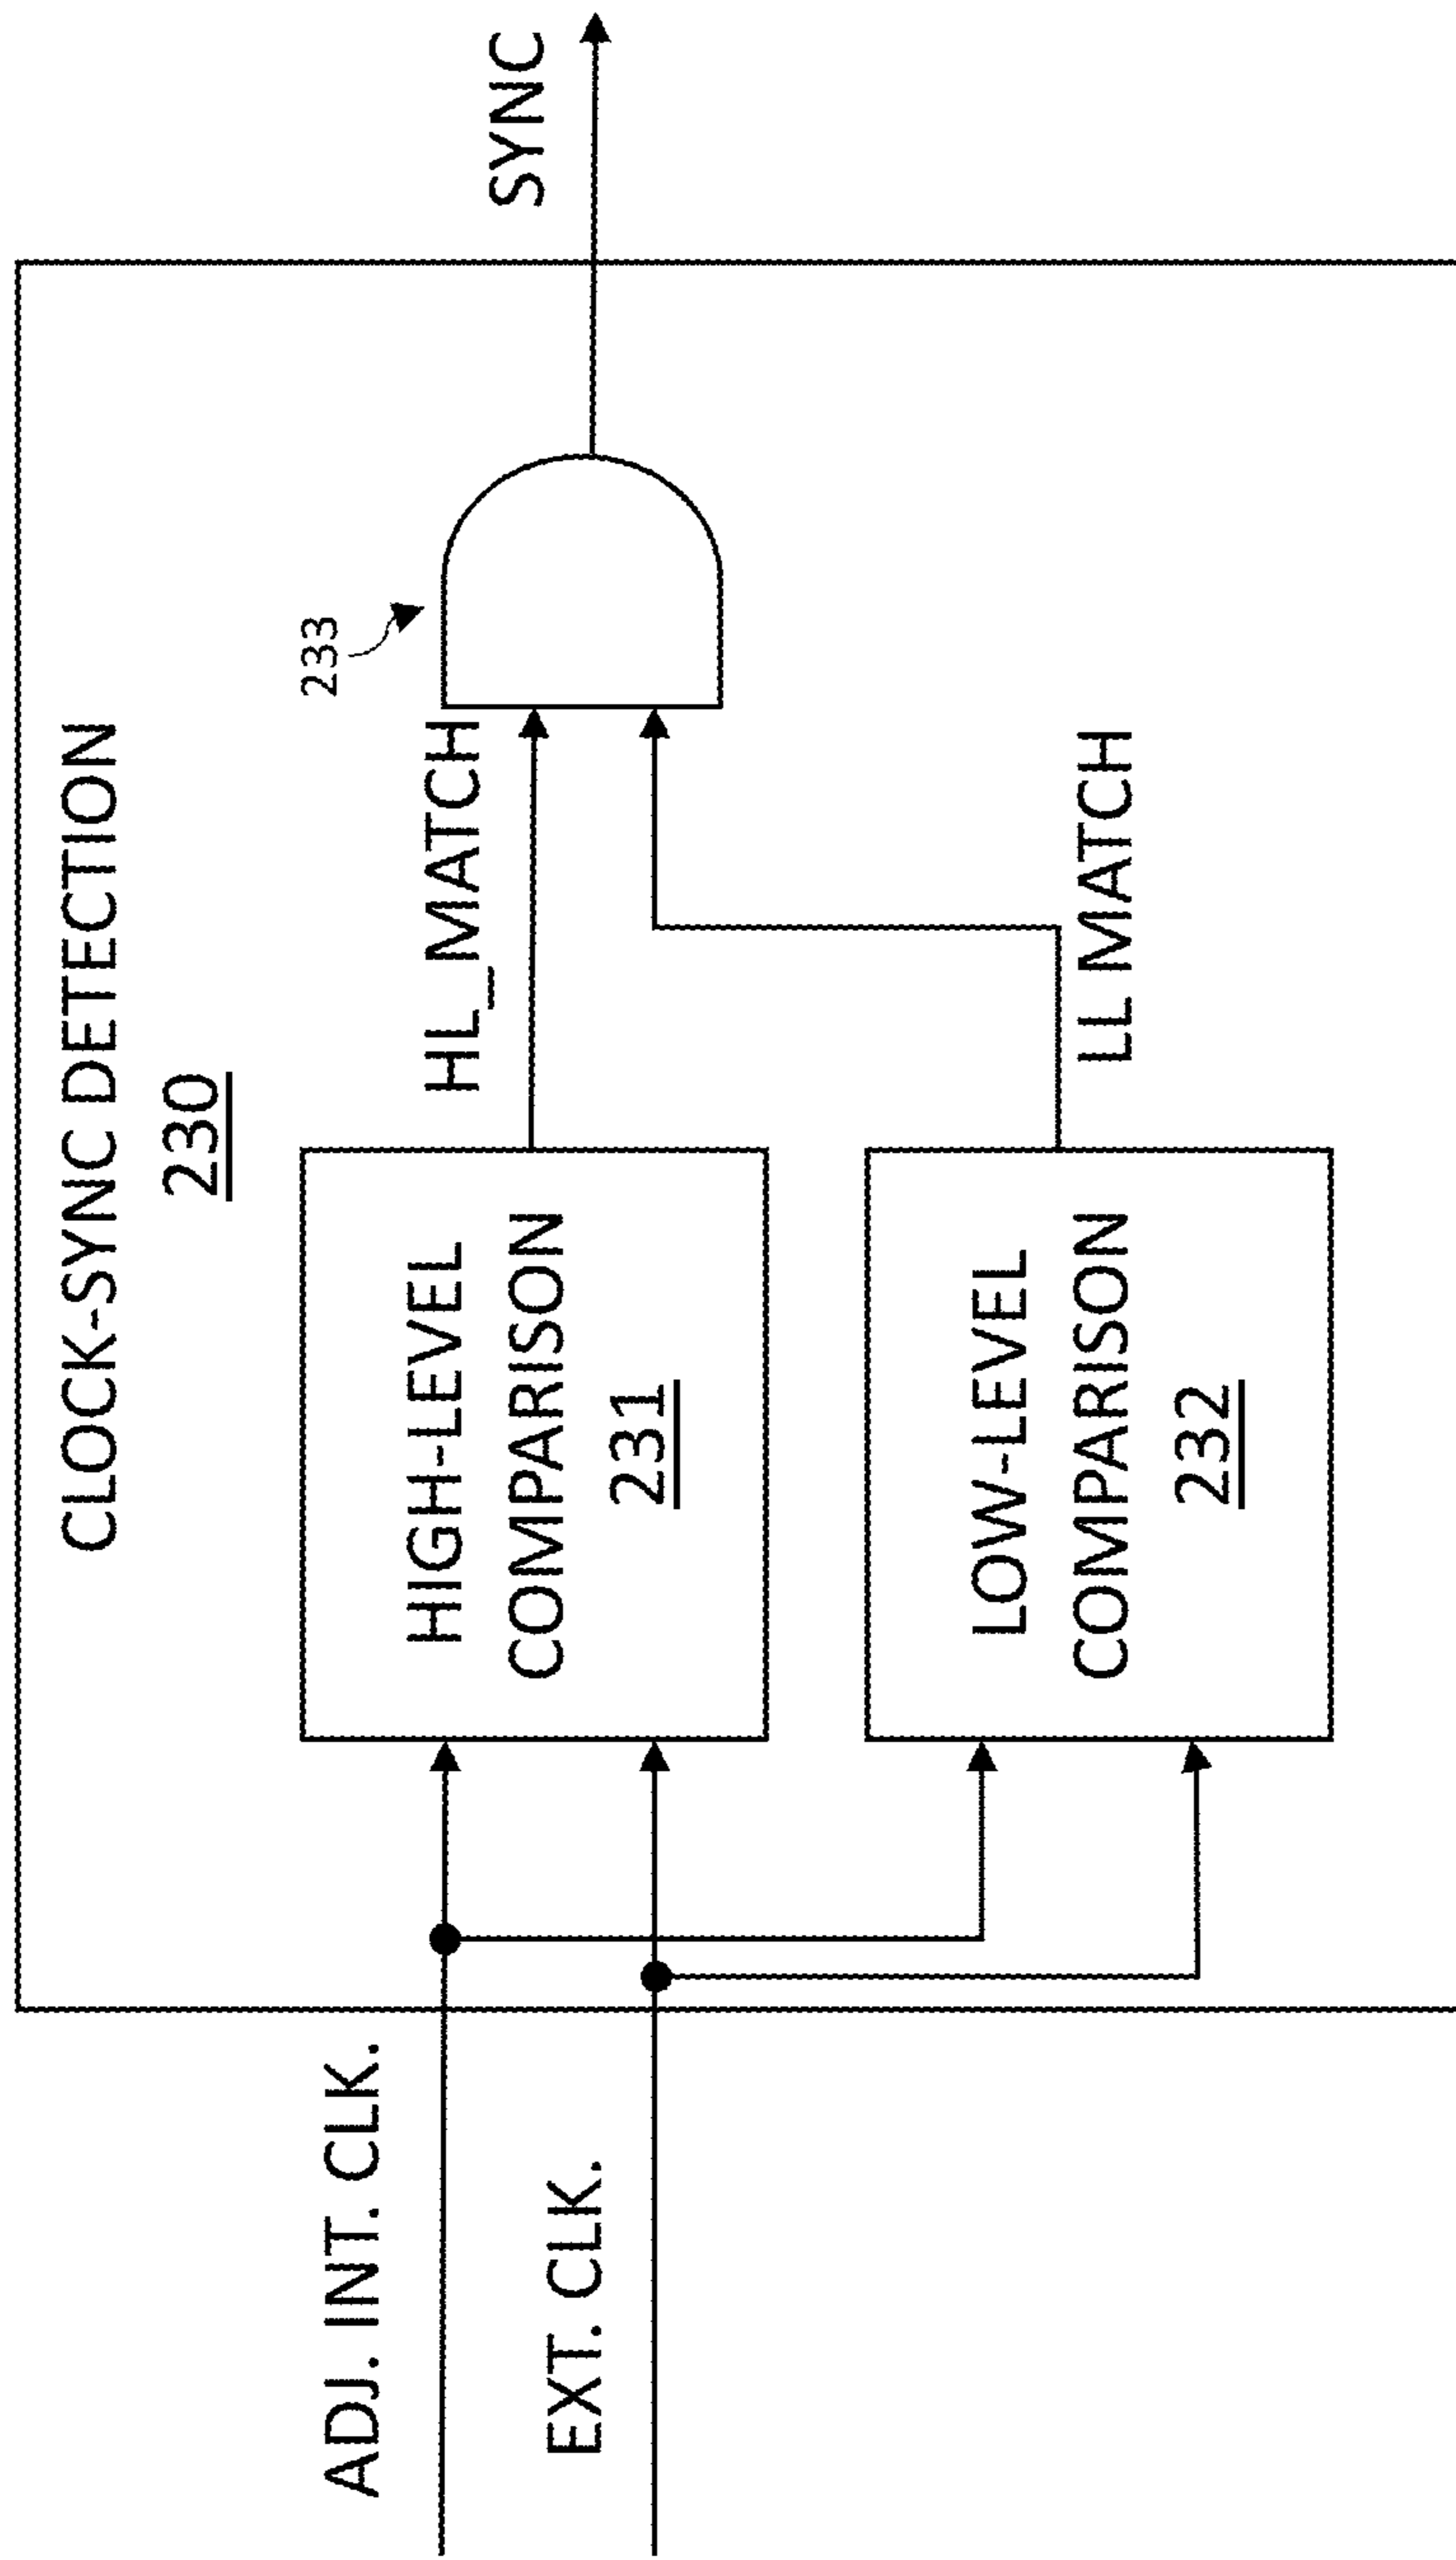 CLOCK-SYNC DETECTION
230
ADJ. INT. CLK.
EXT. CLK.
HIGH-LEVEL
COMPARISON
231
LOW-LEVEL
COMPARISON
232
HL_MATCH
LL MATCH
233
SYNC